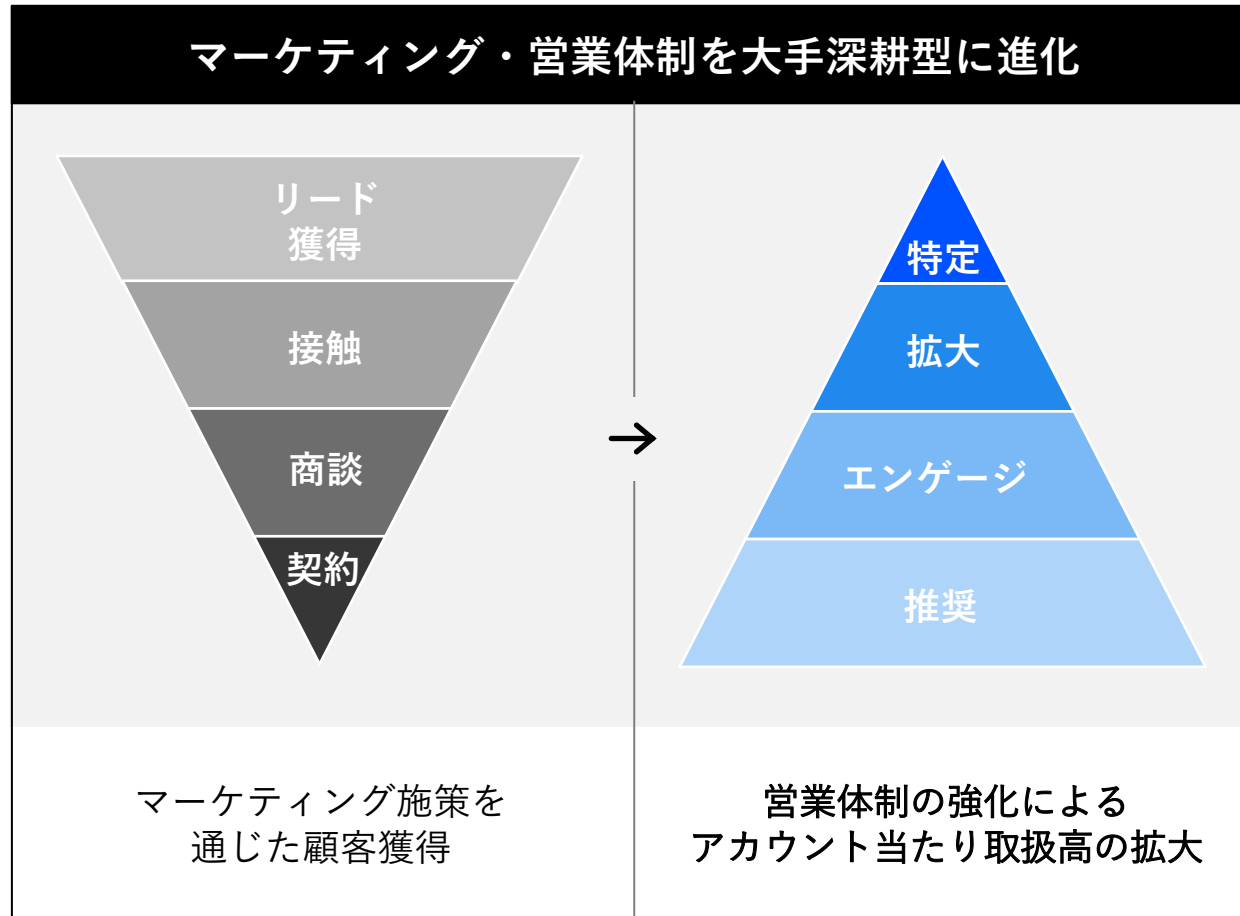 マーケティング・営業体制を大手深耕型に進化
リード
獲得
接触
商談
契約
マーケティング施策を
通じた顧客獲得
→
特定
拡大
エンゲージ
推奨
営業体制の強化による
アカウント当たり取扱高の拡大